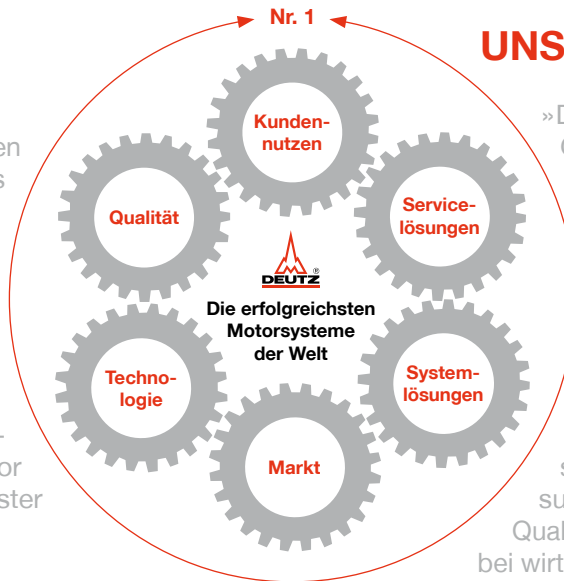 Nr. 1
UNS
Kunden-
nutzen
Qualität
Service-
lösungen
DEUTZ®
Die erfolgreichsten
Motorsysteme
der Welt
Techno-
logie
System-
lösungen
Markt
en
s
-
or
ster
»D
s
su
Qual
bei wirt